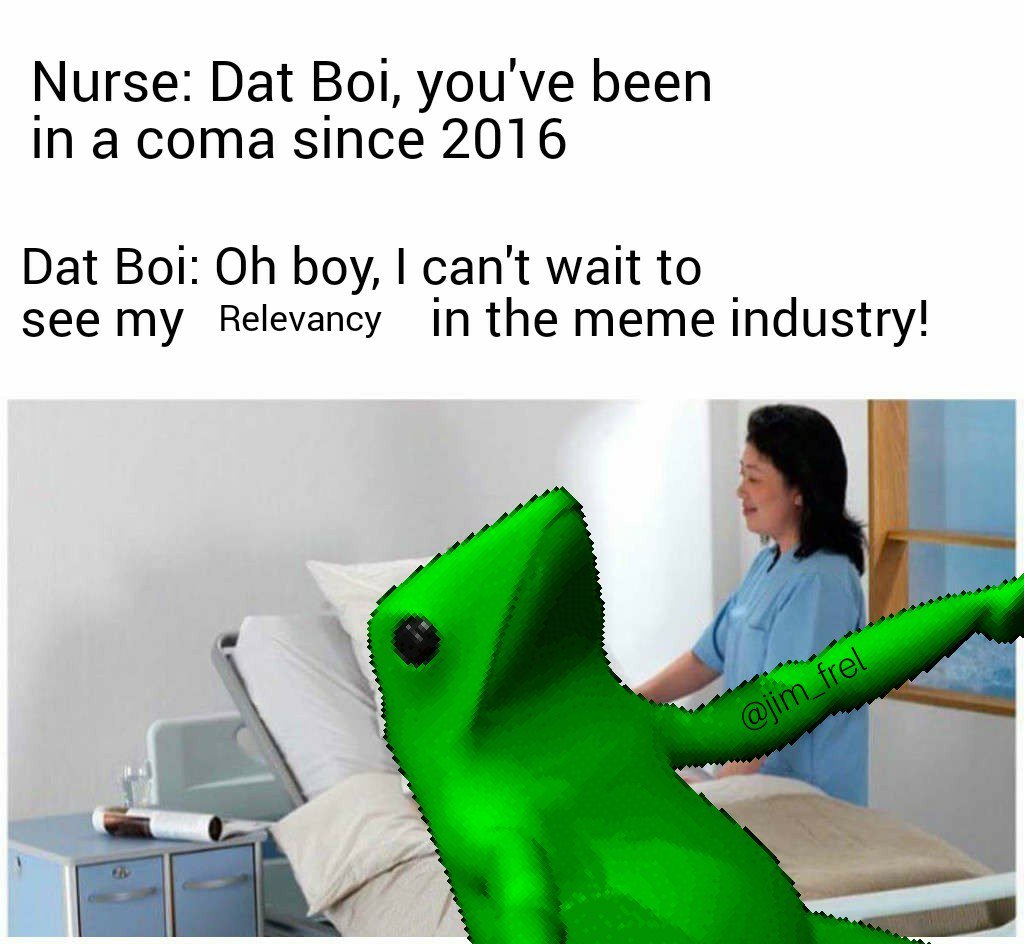 Nurse: Dat Boi, you've been
in a coma since 2016
Dat Boi: Oh boy, I can't wait to
see my Relevancy in the meme industry!
@jim_frel